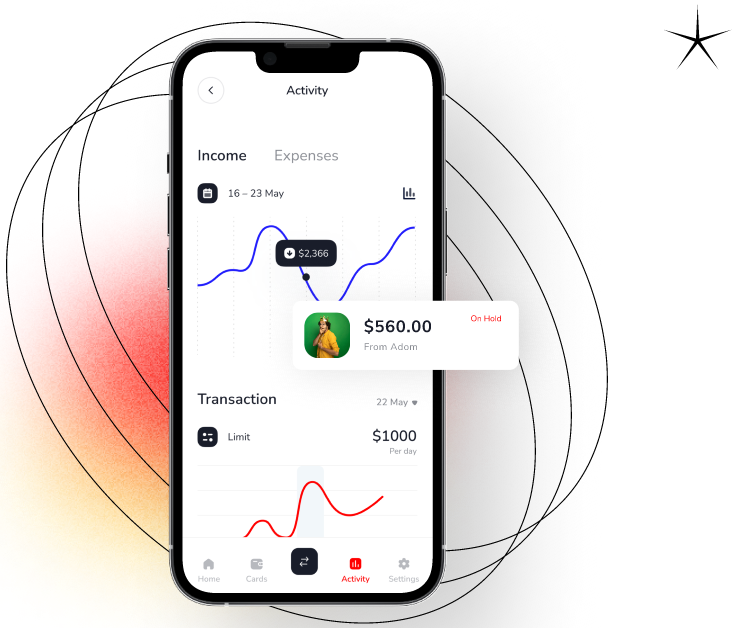 Activity
Income Expenses
16 – 23 May
$2,366
$560.00
On Hold
From Adom
Transaction
22 May
Limit
$1000
Per day
Home Cards Activity Settings